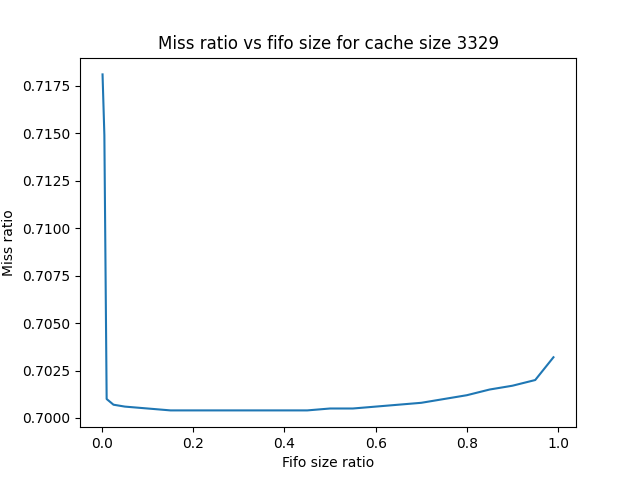 Miss ratio vs fifo size for cache size 3329
0.7175
0.7150
0.7125
0.7100
0.7075
0.7050
0.7025
0.7000
Miss ratio
0.0 0.2 0.4 0.6 0.8 1.0
Fifo size ratio